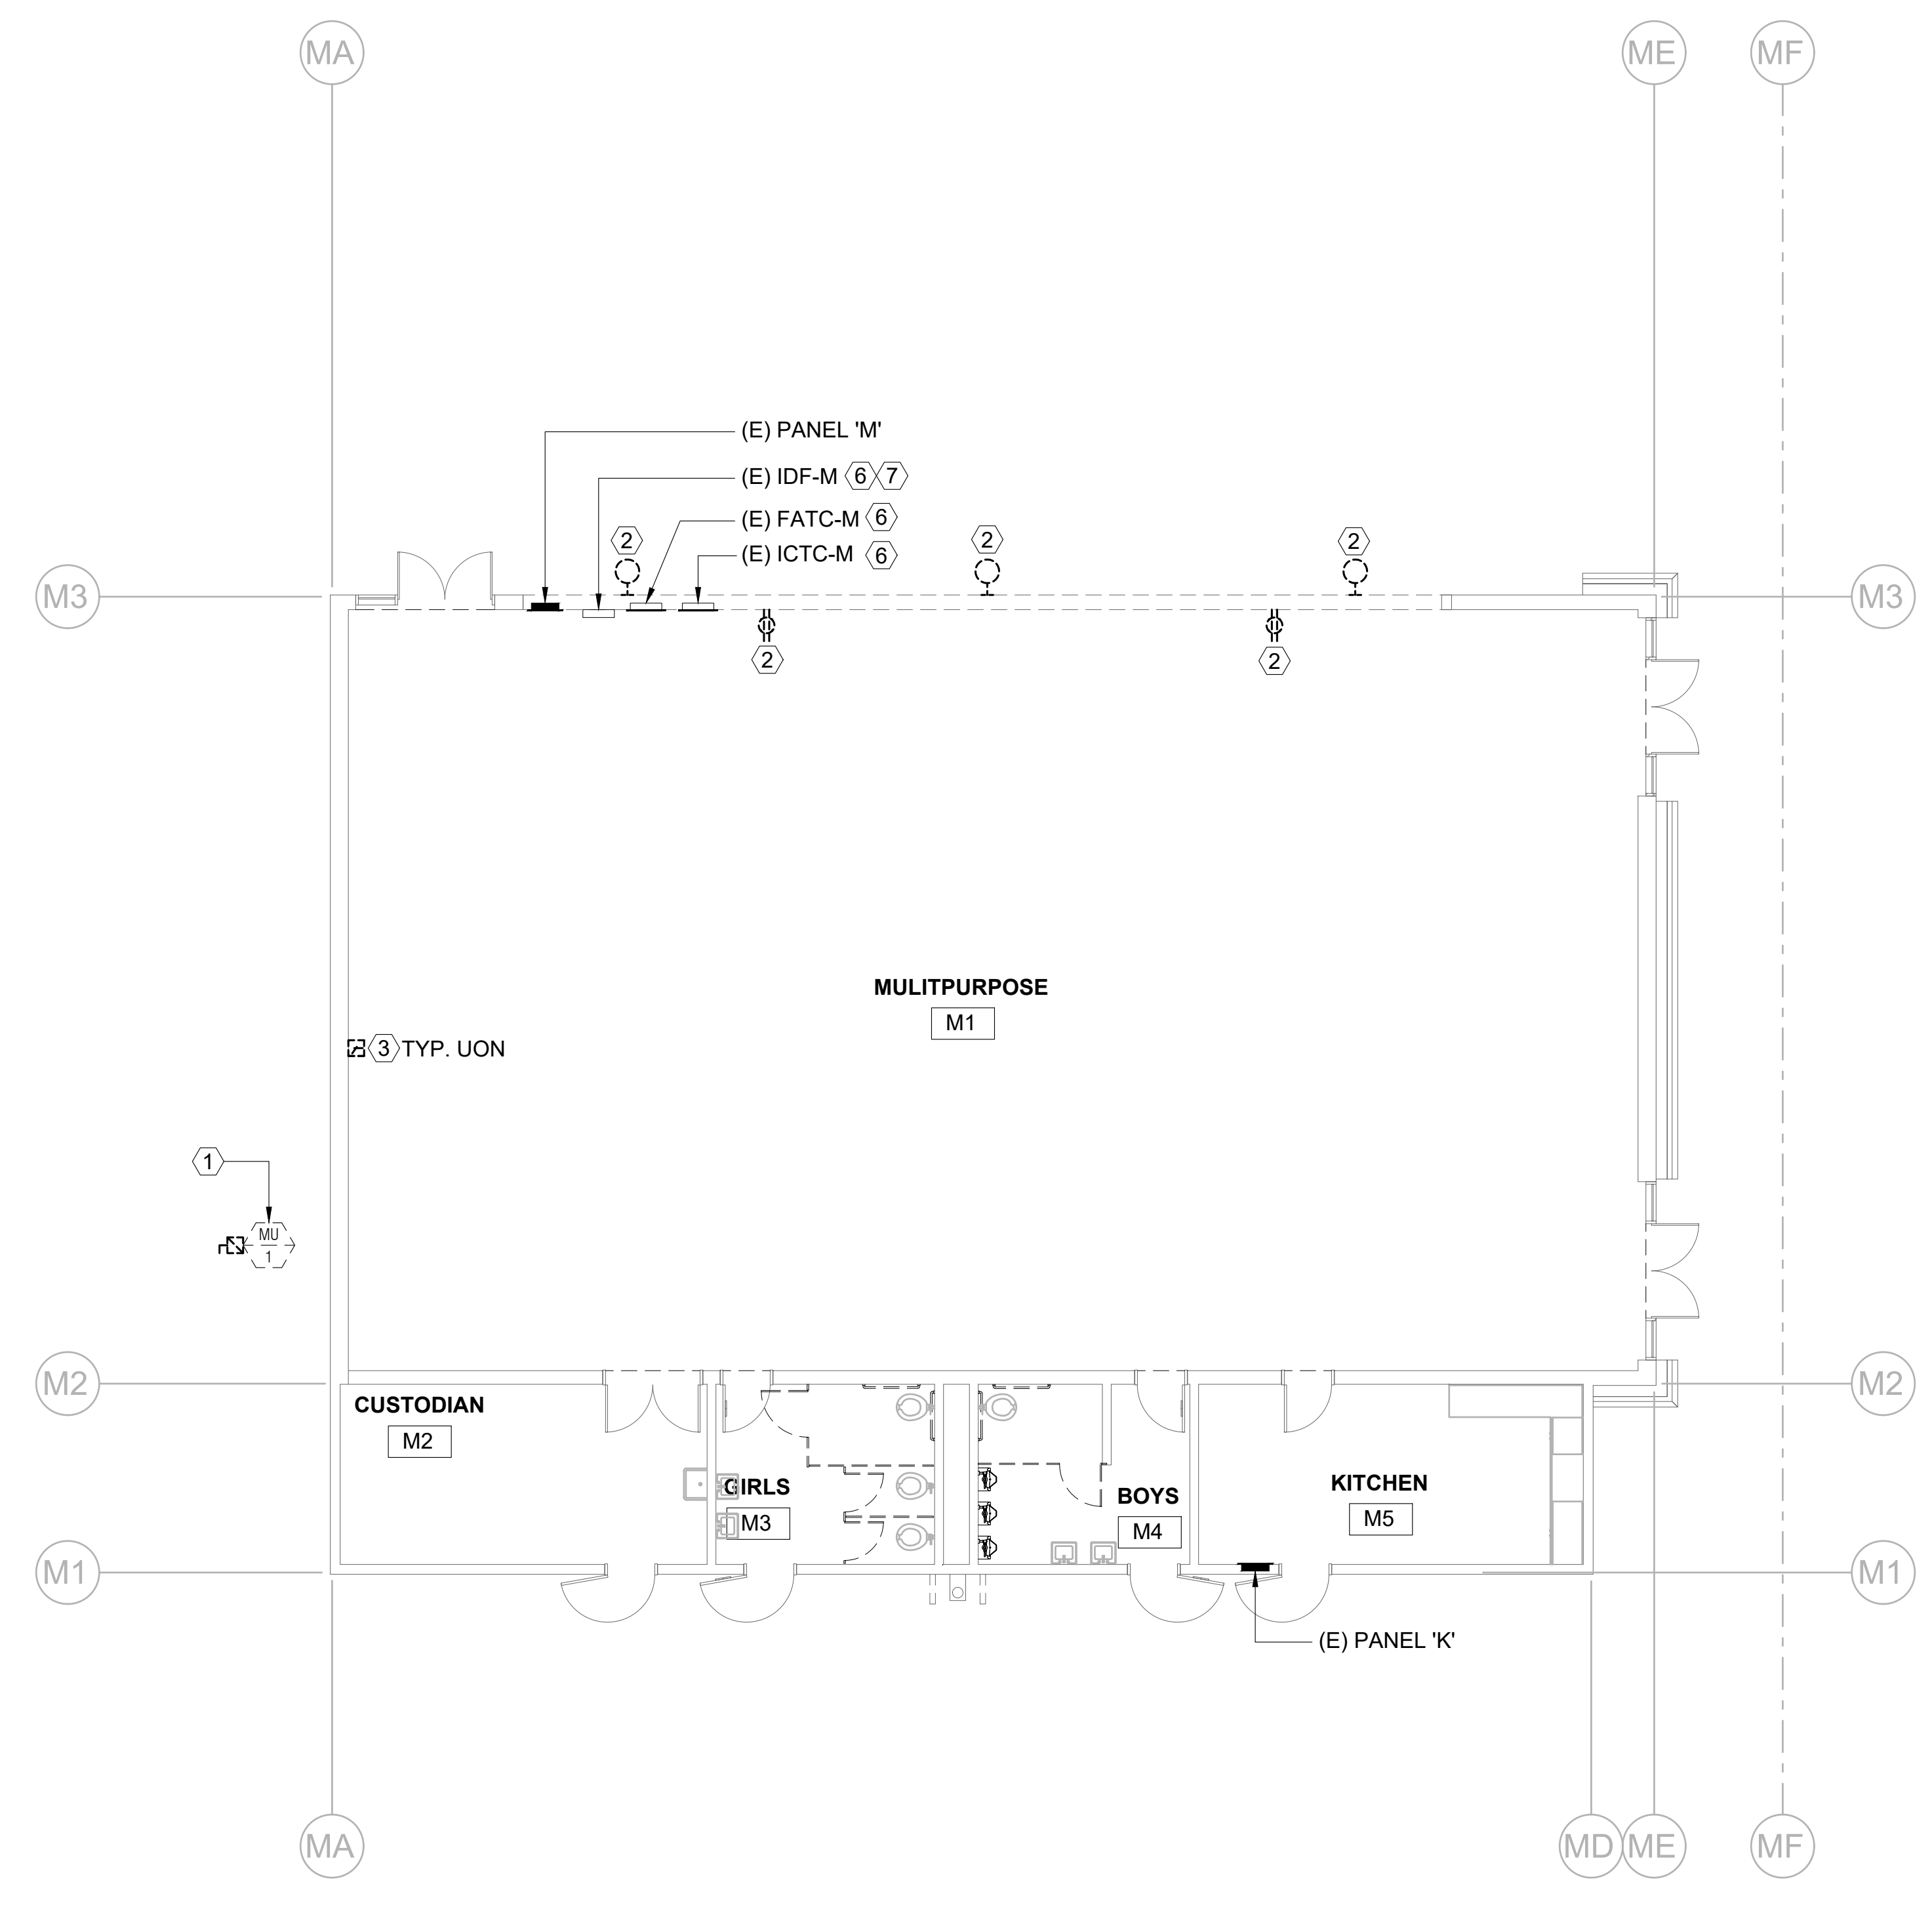 MA ME MF
(E) PANEL 'M'
(E) IDF-M 6 7
(E) FATC-M 6
(E) ICTC-M 6
2 2 2
M3 M3
2 2
MULITPURPOSE
M1
3 TYP. UON
1
MU
1
M2 M2
CUSTODIAN
M2
GIRLS
M3
BOYS
M4
KITCHEN
M5
M1 M1
(E) PANEL 'K'
MA MD ME MF